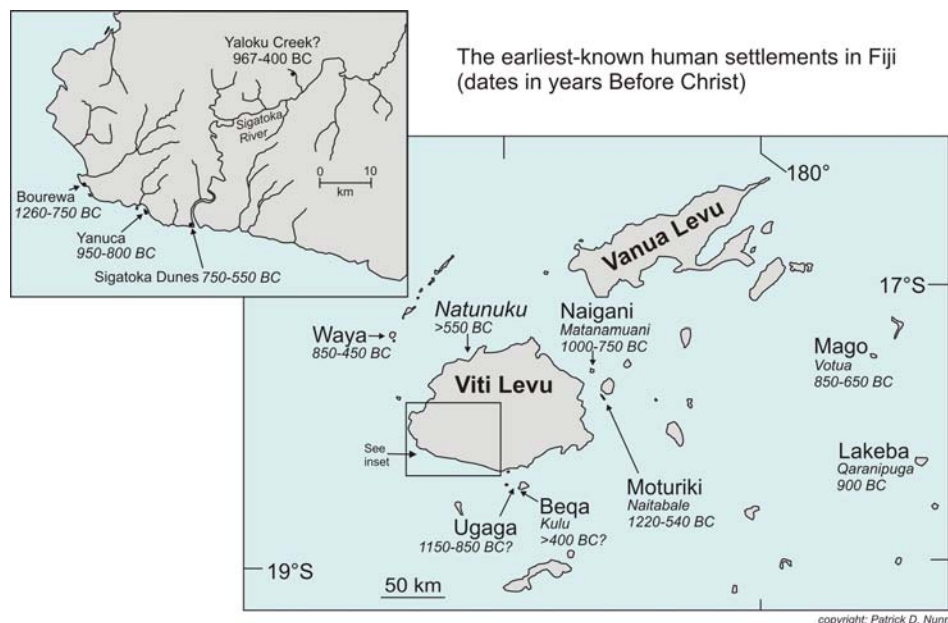 The earliest-known human settlements in Fiji
(dates in years Before Christ)
Yaloku Creek?
967-400 BC
Sigatoka
River
0 10
km
Bourewa
1260-750 BC
Yanuca
950-800 BC
Sigatoka Dunes 750-550 BC
180°
Vanua Levu
17°S
Natunuku
>550 BC
Naigani
Matanamuani
1000-750 BC
Waya
850-450 BC
Mago
Votua
850-650 BC
Viti Levu
See
inset
Lakeba
Qaranipuga
900 BC
Moturiki
Naitabale
1220-540 BC
Beqa
Kulu
>400 BC?
Ugaga
1150-850 BC?
19°S
50 km
copyright: Patrick D. Nunn